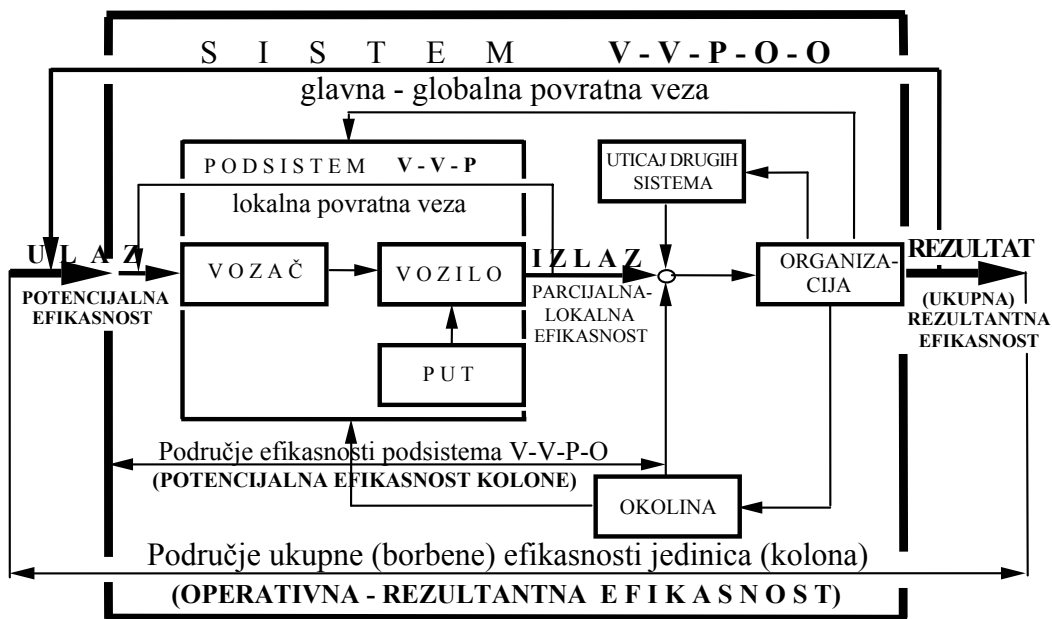 S I S T E M V - V - P - O - O
glavna - globalna povratna veza
P O D S I S T E M V - V - P
lokalna povratna veza
UTICAJ DRUGIH
SISTEMA
U L A Z
POTENCIJALNA
EFIKASNOST
V O Z A Č
V O Z I L O
I Z L A Z
PARCIJALNA-
LOKALNA
EFIKASNOST
ORGANIZA-
CIJA
REZULTAT
(UKUPNA)
REZULTANTNA
EFIKASNOST
P U T
Područje efikasnosti podsistema V-V-P-O
(POTENCIJALNA EFIKASNOST KOLONE)
OKOLINA
Područje ukupne (borbene) efikasnosti jedinica (kolona)
(OPERATIVNA - REZULTANTNA E F I K A S N O S T)